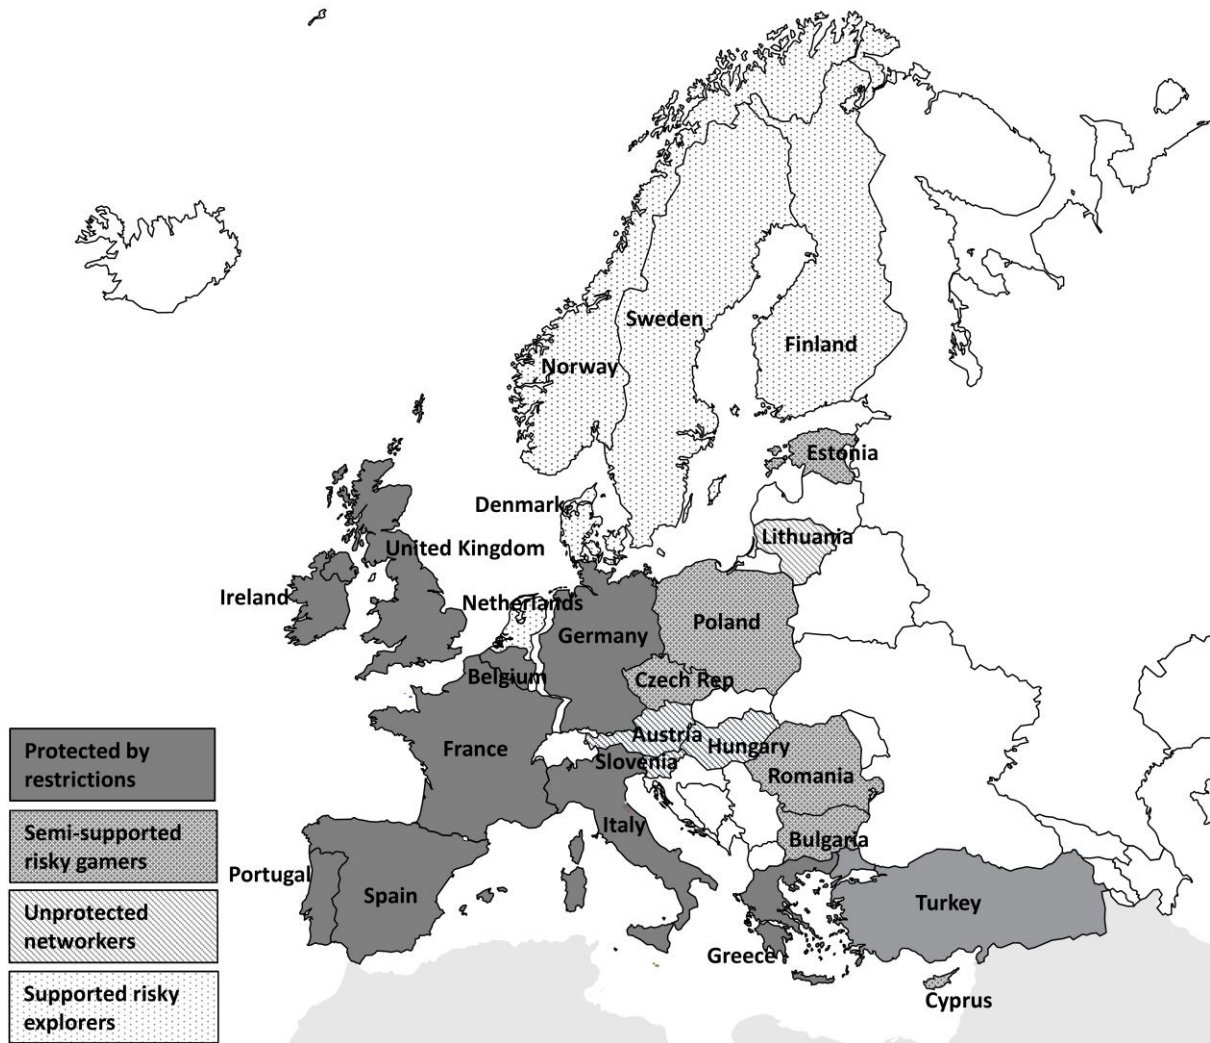 Sweden
Finland
Norway
Estonia
Denmark
Lithuania
United Kingdom
Ireland
Netherlands
Germany
Poland
Belgium
Czech Rep
Austria
France
Hungary
Slovenia
Romania
Italy
Bulgaria
Portugal
Spain
Turkey
Greece
Cyprus
Protected by
restrictions
Semi-supported
risky gamers
Unprotected
networkers
Supported risky
explorers